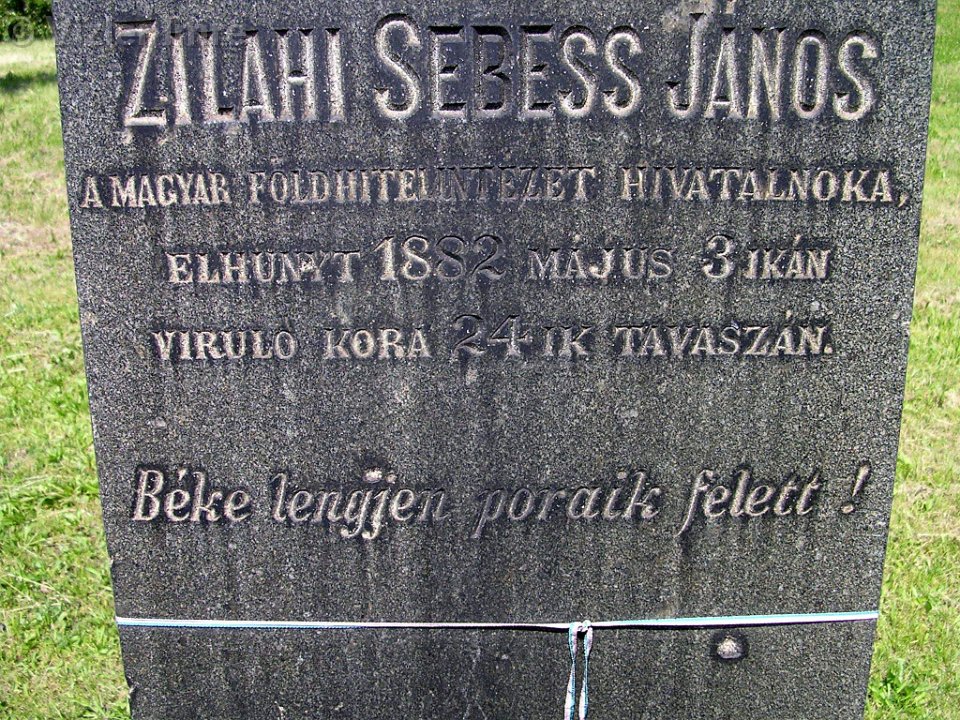 ZILAHI SEBESS JÁNOS
A MAGYAR FÖLDHITELINTÉZET HIVATALNOKA,
ELHUNYT 1882 MÁJUS 3 IKÁN
VIRULÓ KORA 24 IK TAVASZÁN.
Béke lengjen poraik felett !